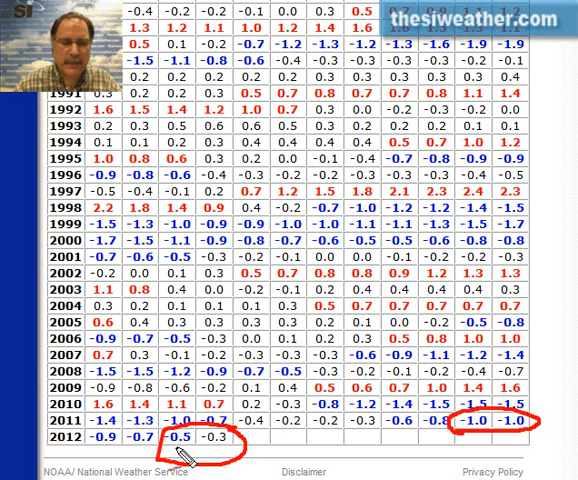 SI
thesiweather.com
-0.4 -0.2 -0.2 -0.1 0.0 0.3 0.5
1.3 1.2 1.1 1.0 1.2 1.4 1.6
0.5 0.1 -0.2 -0.7 -1.2 -1.3 -1.2 -1.3 -1.6 -1.9 -1.9
-1.5 -1.1 -0.8 -0.6 -0.4 -0.3 -0.3 -0.3 -0.3 -0.2 -0.1
0.2 0.2 0.2 0.2 0.2 0.3 0.3 0.3 0.3 0.3 0.4
1991 0.3 0.2 0.2 0.3 0.5 0.7 0.8 0.7 0.7 0.8 1.1 1.4
1992 1.6 1.5 1.4 1.2 1.0 0.7 0.3 0.0 -0.2 -0.3 -0.2 0.0
1993 0.2 0.3 0.5 0.6 0.6 0.5 0.3 0.2 0.2 0.2 0.1 0.1
1994 0.1 0.1 0.2 0.3 0.4 0.4 0.4 0.4 0.5 0.7 1.0 1.2
1995 1.0 0.8 0.6 0.3 0.2 0.0 -0.1 -0.4 -0.7 -0.8 -0.9 -0.9
1996 -0.9 -0.8 -0.6 -0.4 -0.3 -0.2 -0.2 -0.3 -0.3 -0.3 -0.4 -0.5
1997 -0.5 -0.4 -0.1 0.2 0.7 1.2 1.5 1.8 2.1 2.3 2.4 2.3
1998 2.2 1.8 1.4 0.9 0.4 -0.2 -0.7 -1.0 -1.2 -1.2 -1.4 -1.5
1999 -1.5 -1.3 -1.0 -0.9 -0.9 -1.0 -1.0 -1.1 -1.1 -1.3 -1.5 -1.7
2000 -1.7 -1.5 -1.1 -0.9 -0.8 -0.7 -0.6 -0.5 -0.5 -0.6 -0.8 -0.8
2001 -0.7 -0.6 -0.5 -0.3 -0.2 -0.1 0.0 0.0 -0.1 -0.2 -0.2 -0.3
2002 -0.2 0.0 0.1 0.3 0.5 0.7 0.8 0.8 0.9 1.2 1.3 1.3
2003 1.1 0.8 0.4 0.0 -0.2 -0.1 0.2 0.4 0.4 0.4 0.4 0.3
2004 0.3 0.2 0.1 0.1 0.1 0.3 0.5 0.7 0.7 0.7 0.7 0.7
2005 0.6 0.4 0.3 0.3 0.3 0.3 0.2 0.1 0.0 -0.2 -0.5 -0.8
2006 -0.9 -0.7 -0.5 -0.3 0.0 0.1 0.2 0.3 0.5 0.8 1.0 1.0
2007 0.7 0.3 -0.1 -0.2 -0.3 -0.3 -0.3 -0.6 -0.9 -1.1 -1.2 -1.4
2008 -1.5 -1.5 -1.2 -0.9 -0.7 -0.5 -0.3 -0.2 -0.1 -0.2 -0.4 -0.7
2009 -0.9 -0.8 -0.6 -0.2 0.1 0.4 0.5 0.6 0.7 1.0 1.4 1.6
2010 1.6 1.4 1.1 0.7 0.2 -0.3 -0.8 -1.2 -1.4 -1.5 -1.5 -1.5
2011 -1.4 -1.3 -1.0 -0.7 -0.4 -0.2 -0.2 -0.3 -0.6 -0.8 -1.0 -1.0
2012 -0.9 -0.7 -0.5 -0.3
NOAA/ National Weather Service Disclaimer Privacy Policy